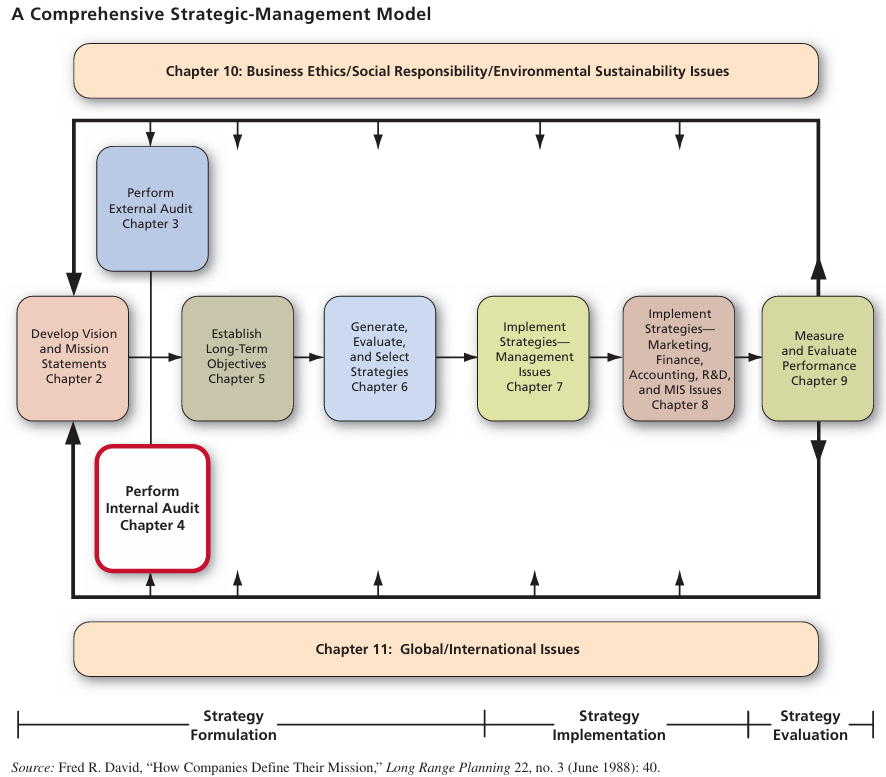 A Comprehensive Strategic-Management Model
Chapter 10: Business Ethics/Social Responsibility/Environmental Sustainability Issues
Perform
External Audit
Chapter 3
Develop Vision
and Mission
Statements
Chapter 2
Establish
Long-Term
Objectives
Chapter 5
Generate,
Evaluate,
and Select
Strategies
Chapter 6
Implement
Strategies—
Management
Issues
Chapter 7
Implement
Strategies—
Marketing,
Finance,
Accounting, R&D,
and MIS Issues
Chapter 8
Measure
and Evaluate
Performance
Chapter 9
Perform
Internal Audit
Chapter 4
Chapter 11: Global/International Issues
Strategy
Formulation
Strategy
Implementation
Strategy
Evaluation
Source: Fred R. David, “How Companies Define Their Mission,” Long Range Planning 22, no. 3 (June 1988): 40.